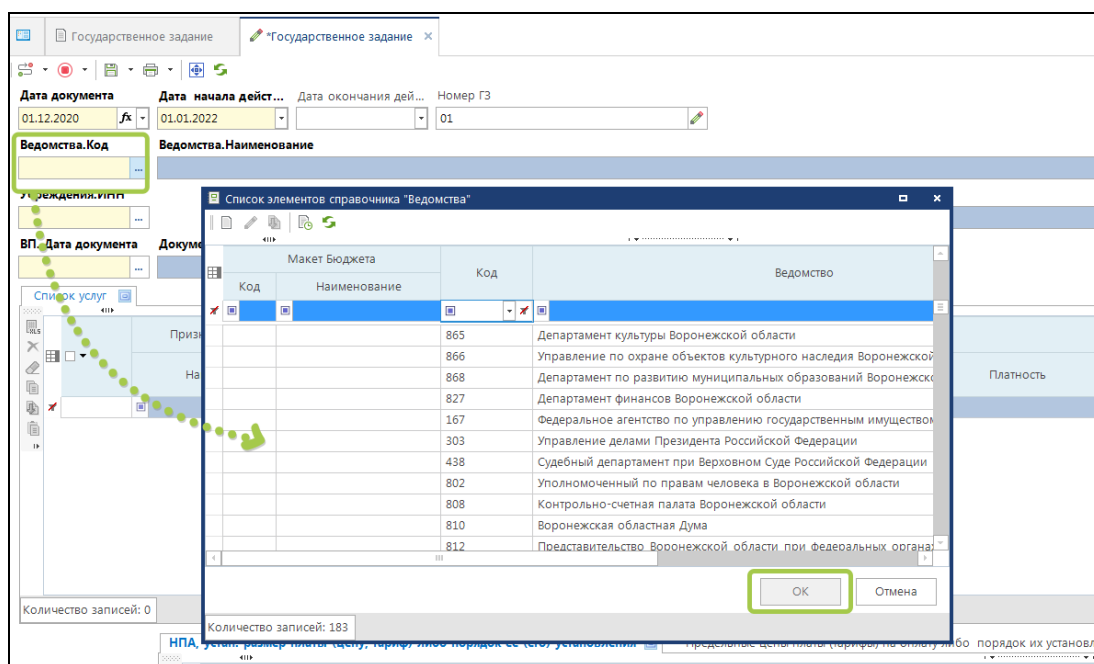 Государственное задание
*Государственное задание ×
Дата документа Дата начала дейст... Дата окончания дей... Номер ГЗ
01.12.2020 fx 01.01.2022 01
Ведомства.Код Ведомства.Наименование
Учреждения.ИНН
Список элементов справочника "Ведомства"
ВП. Дата документа Докуме
Макет Бюджета
Код Наименование Код Ведомство
Список услуг
XLS
Призн
На
Платность
865 Департамент культуры Воронежской области
866 Управление по охране объектов культурного наследия Воронежской
868 Департамент по развитию муниципальных образований Воронежско
827 Департамент финансов Воронежской области
167 Федеральное агентство по управлению государственным имуществом
303 Управление делами Президента Российской Федерации
438 Судебный департамент при Верховном Суде Российской Федерации
802 Уполномоченный по правам человека в Воронежской области
808 Контрольно-счетная палата Воронежской области
810 Воронежская областная Дума
812 Представительство Воронежской области при федеральных органах
OK Отмена
Количество записей: 0
Количество записей: 183
НПА, устан. размер платы (цену, тариф) либо порядок ее (его) установления
Предельные цены платы (тарифы) на оплату либо порядок их установл